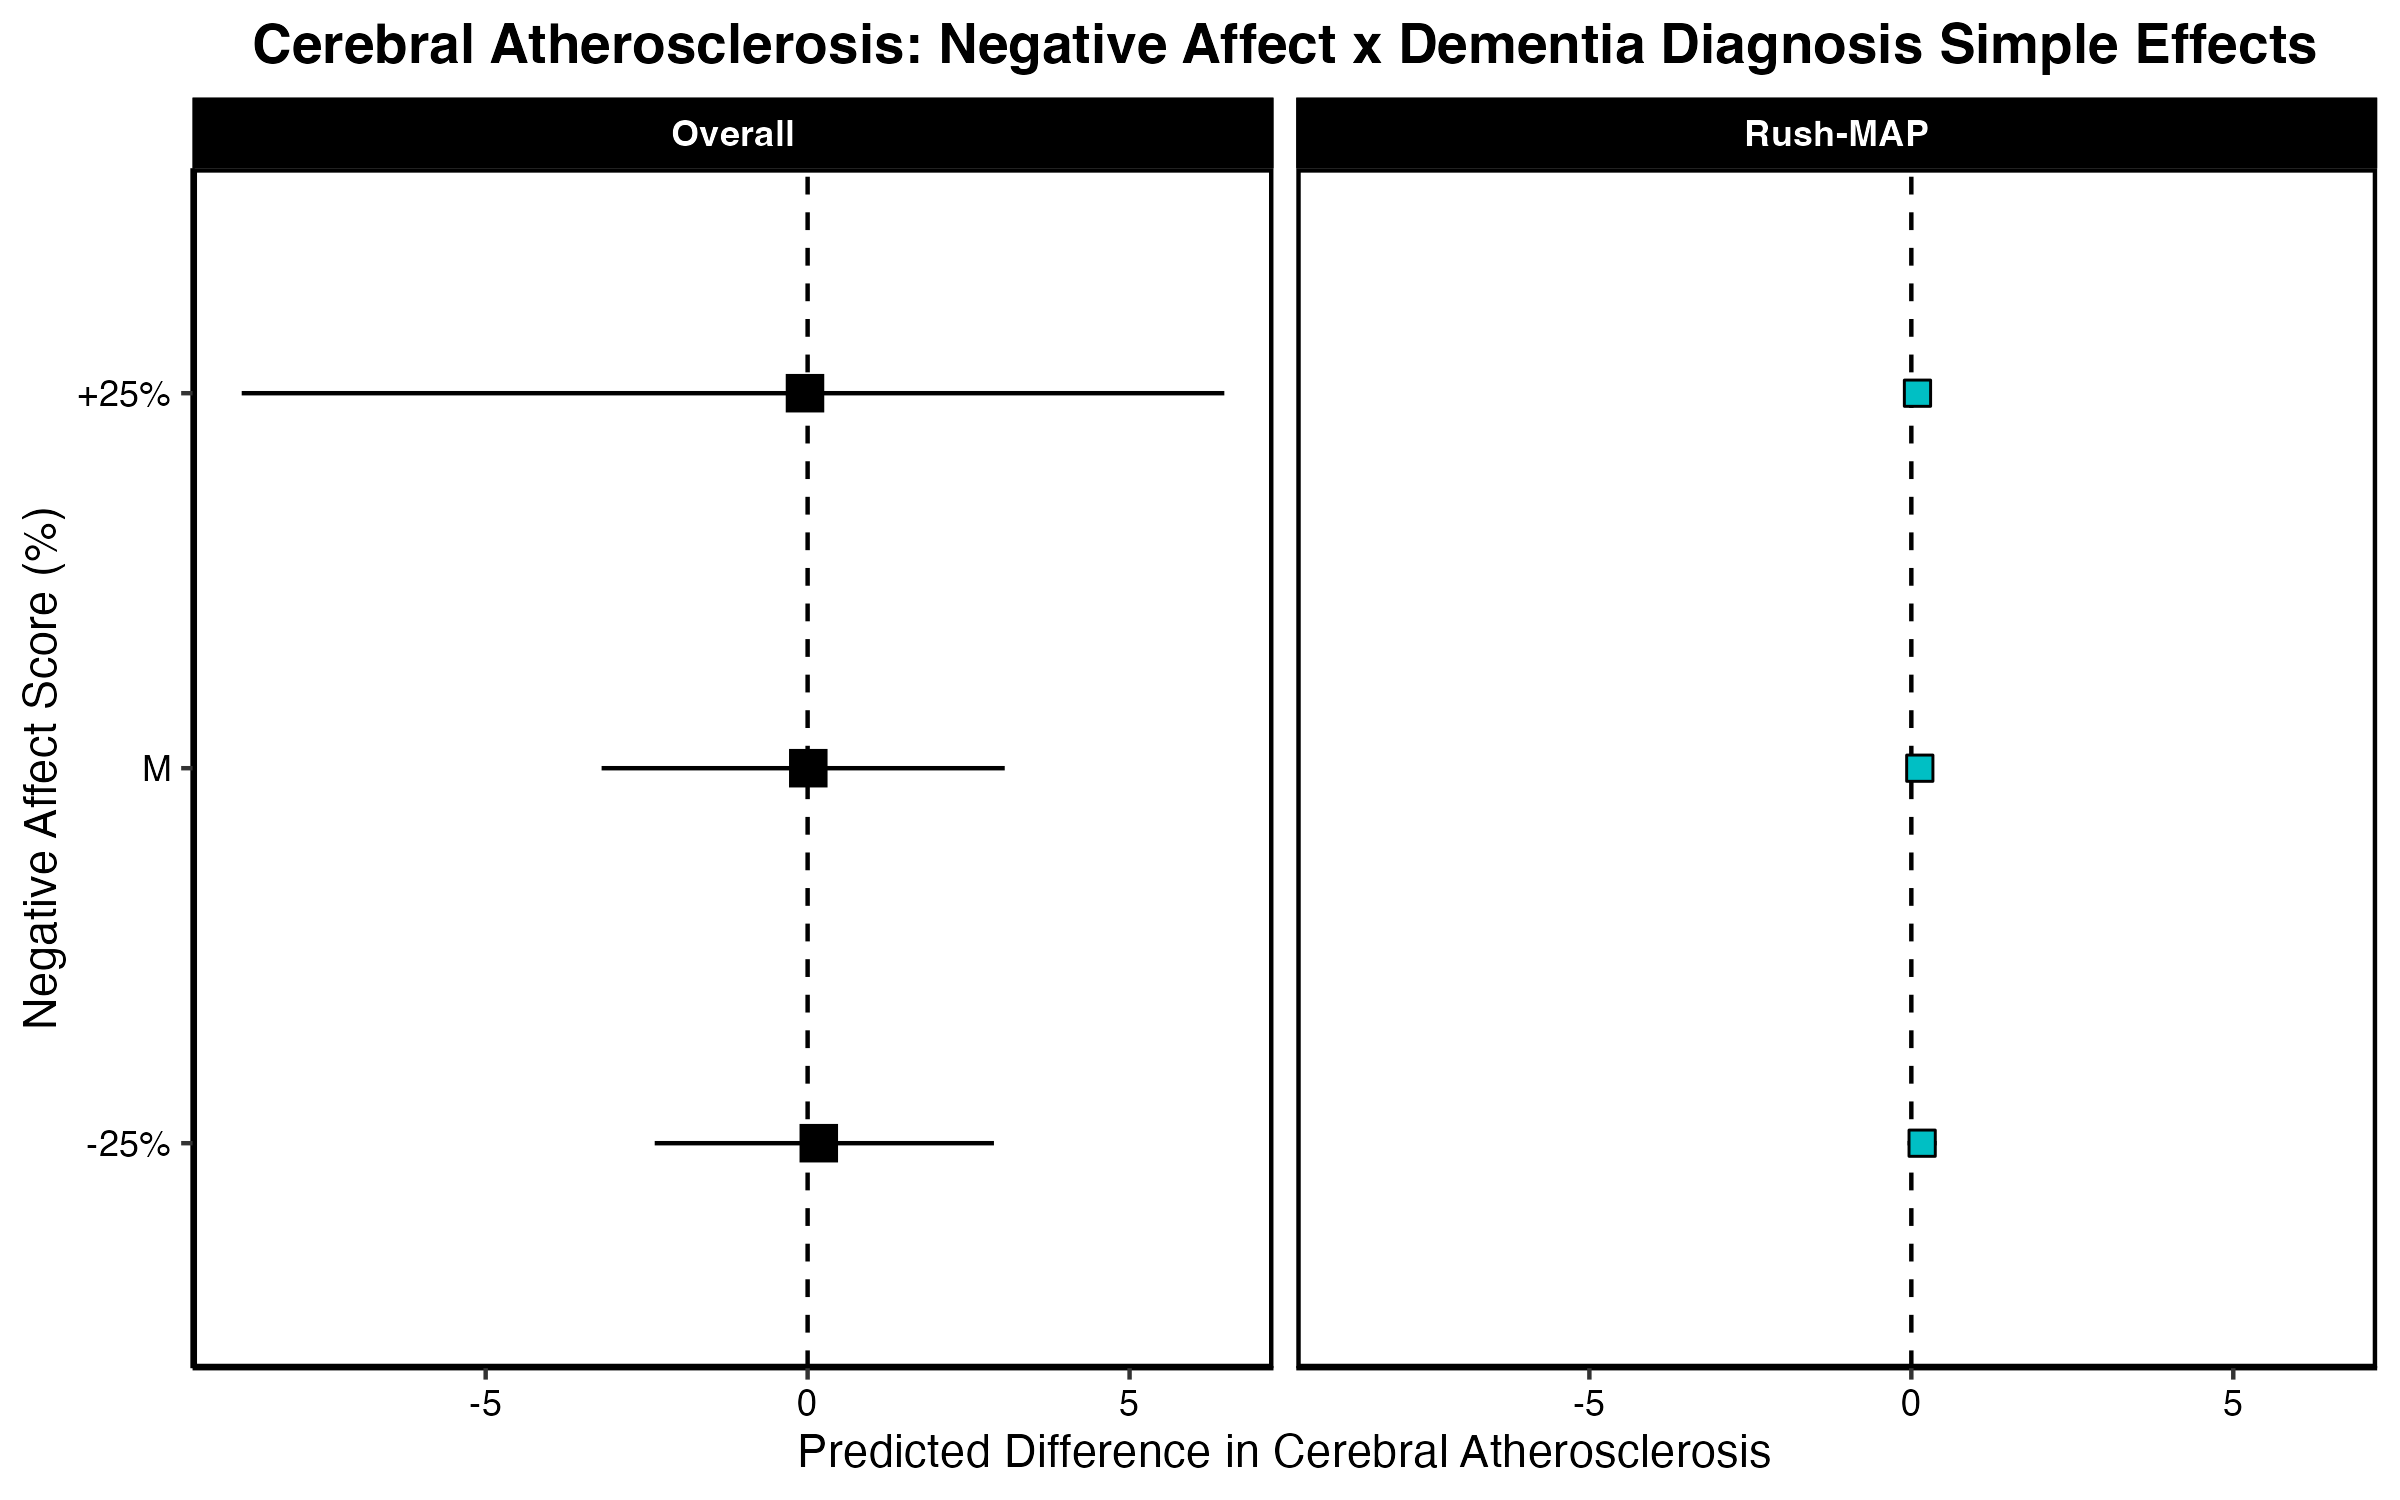 Cerebral Atherosclerosis: Negative Affect x Dementia Diagnosis Simple Effects
Overall
Rush-MAP
Negative Affect Score (%)
+25%
M
-25%
-5 0 5
-5 0 5
Predicted Difference in Cerebral Atherosclerosis